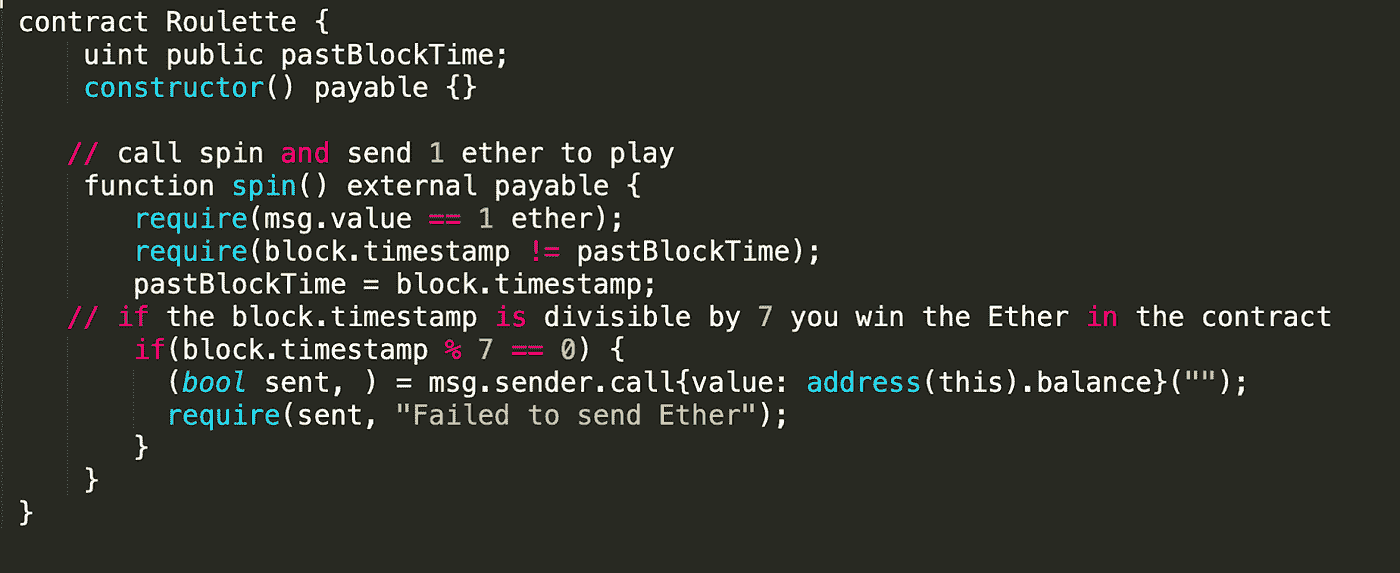 contract Roulette {
uint public pastBlockTime;
constructor() payable {}
// call spin and send 1 ether to play
function spin() external payable {
require(msg.value == 1 ether);
require(block.timestamp != pastBlockTime);
pastBlockTime = block.timestamp;
// if the block.timestamp is divisible by 7 you win the Ether in the contract
if(block.timestamp % 7 == 0) {
(bool sent, ) = msg.sender.call{value: address(this).balance}("");
require(sent, "Failed to send Ether");
}
}
}